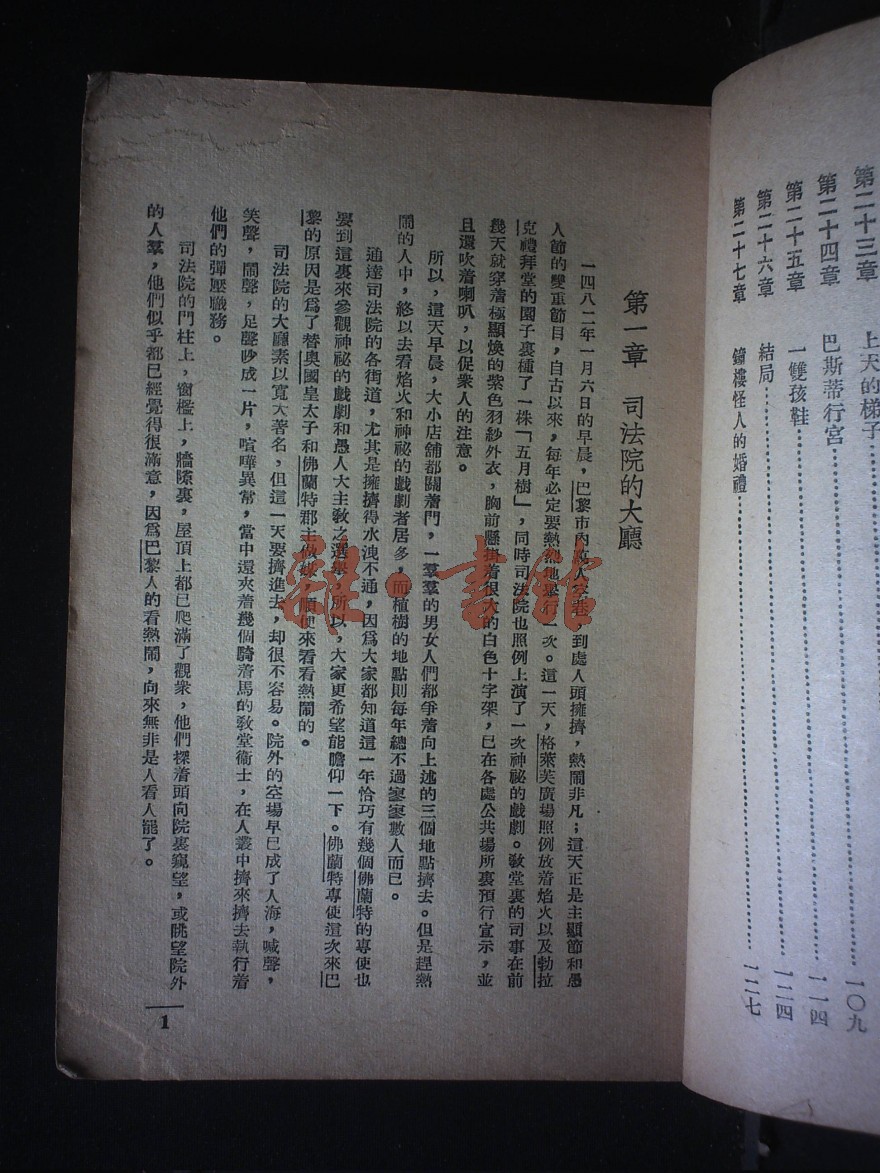 第二十三章 上天的梯子 一〇九
第二十四章 巴斯蒂行宮 一一四
第二十五章 一雙孩鞋 一二四
第二十六章 結局
第二十七章 鐘樓怪人的婚禮 一二七
第一章 司法院的大廳
一四八二年一月六日的早晨，巴黎市內萬人空巷，到處人頭擁擠，熱鬧非凡；這天正是主顯節和愚
人節的雙重節目，自古以來，每年必定要熱烈地舉行一次。這一天，格萊芙廣場照例放着焰火以及勃拉
克禮拜堂的園子裏種了一株「五月樹」，同時司法院也照例上演了一次神祕的戲劇。教堂裏的司事在前
幾天就穿着極顯煥的紫色羽紗外衣，胸前懸掛着很大的白色十字架，已在各處公共場所裏預行宣示，並
且還吹着喇叭，以促衆人的注意。
所以，這天早晨，大小店舖都關着門，一羣羣的男女人們都爭着向上述的三個地點擠去。但是趕熱
鬧的人中，終以去看焰火和神祕的戲劇者居多，而植樹的地點則每年總不過寥寥數人而已。
通達司法院的各街道，尤其是擁擠得水洩不通，因爲大家都知道這一年恰巧有幾個佛蘭特的專使也
要到這裏來參觀神祕的戲劇和愚人大主教之選舉，所以，大家更希望能瞻仰一下。佛蘭特專使這次來巴
黎的原因是爲了替奧國皇太子和佛蘭特郡主做媒，順便來看看熱鬧的。
司法院的大廳素以寬大著名，但這一天要擠進去，却很不容易。院外的空場早已成了人海，喊聲，
笑聲，鬧聲，足聲吵成一片，喧嘩異常，當中還夾着幾個騎着馬的教堂衞士，在人叢中擠來擠去執行着
他們的彈壓職務。
司法院的門柱上，窗檻上，牆隙裏，屋頂上都已爬滿了觀衆，他們探着頭向院裏窺望，或眺望院外
的人羣，他們似乎都已經覺得很滿意，因爲巴黎人的看熱鬧，向來無非是人看人罷了。
1
雜·書館